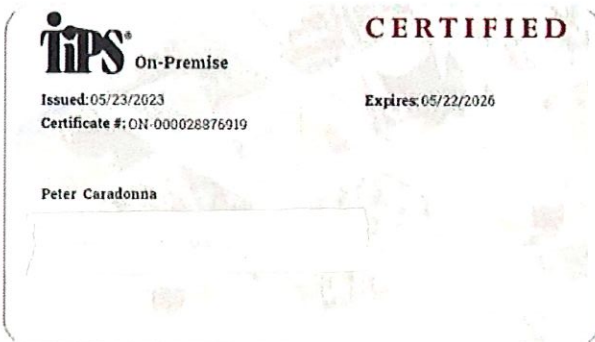 CERTIFIED
TiPS® On-Premise
Issued:05/23/2023
Expires:05/22/2026
Certificate #:ON-000028876919
Peter Caradonna